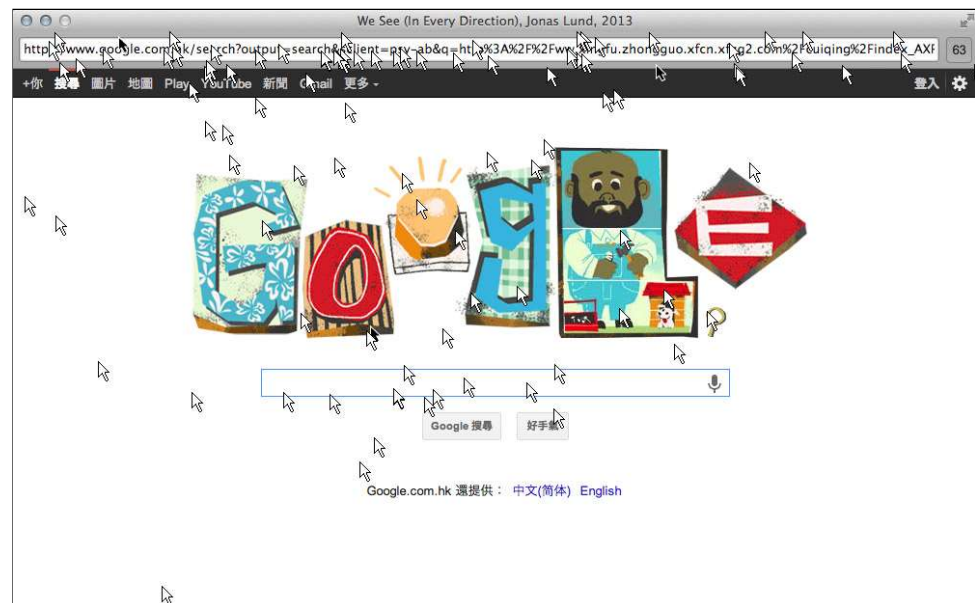 We See (In Every Direction), Jonas Lund, 2013
63
+你 搜尋 圖片 地圖 Play YouTube 新聞 Gmail 更多 登入
GoogLE
Google 搜尋 好手氣
Google.com.hk 還提供： 中文(简体) English